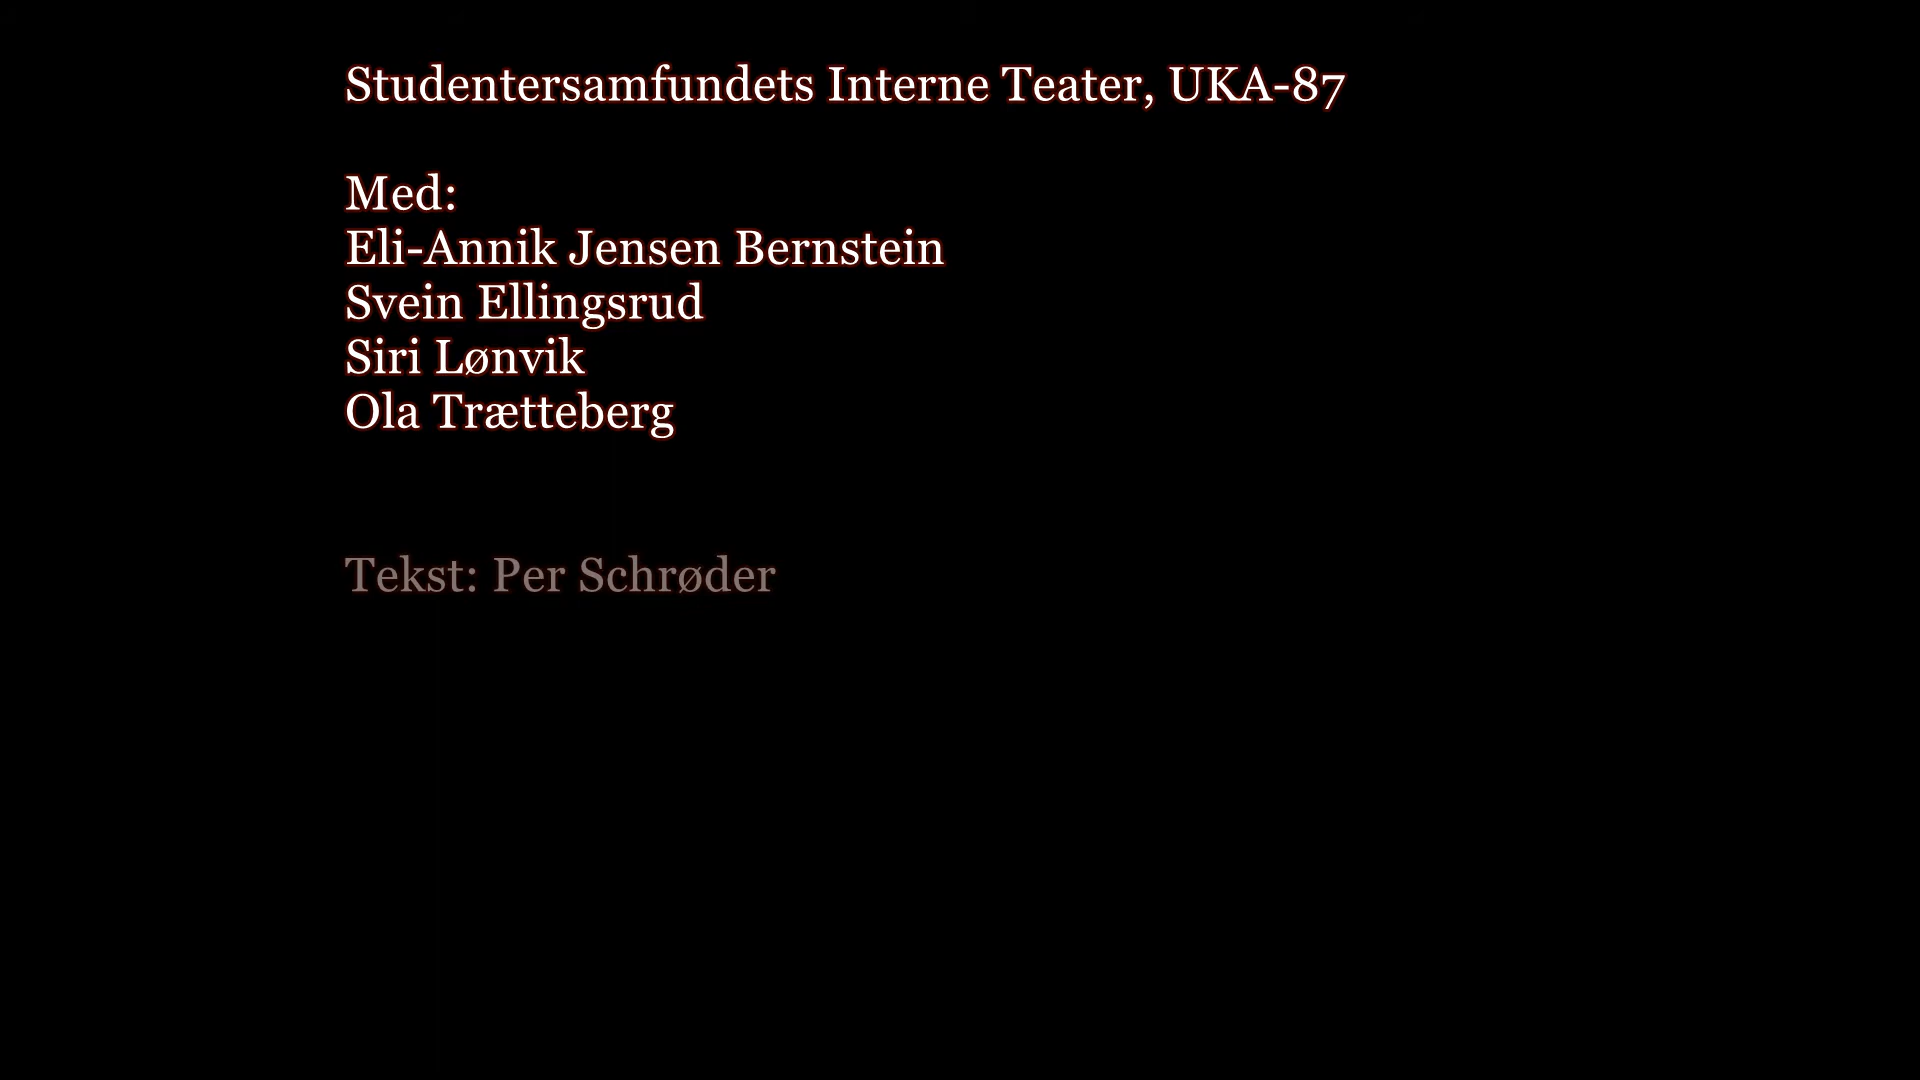 Studentersamfundets Interne Teater, UKA-87
Med:
Eli-Annik Jensen Bernstein
Svein Ellingsrud
Siri Lønvik
Ola Trætteberg
Tekst: Per Schrøder